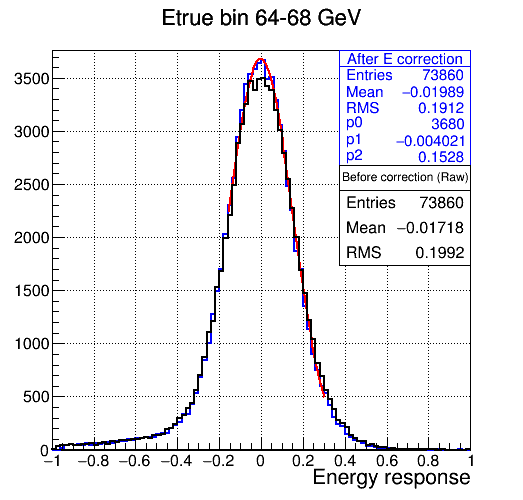 Etrue bin 64-68 GeV
After E correction
Entries 73860
Mean −0.01989
RMS 0.1912
p0 3680
p1 −0.004021
p2 0.1528
Before correction (Raw)
Entries 73860
Mean −0.01718
RMS 0.1992
3500
3000
2500
2000
1500
1000
500
0
−1 −0.8 −0.6 −0.4 −0.2 0 0.2 0.4 0.6 0.8 1
Energy response